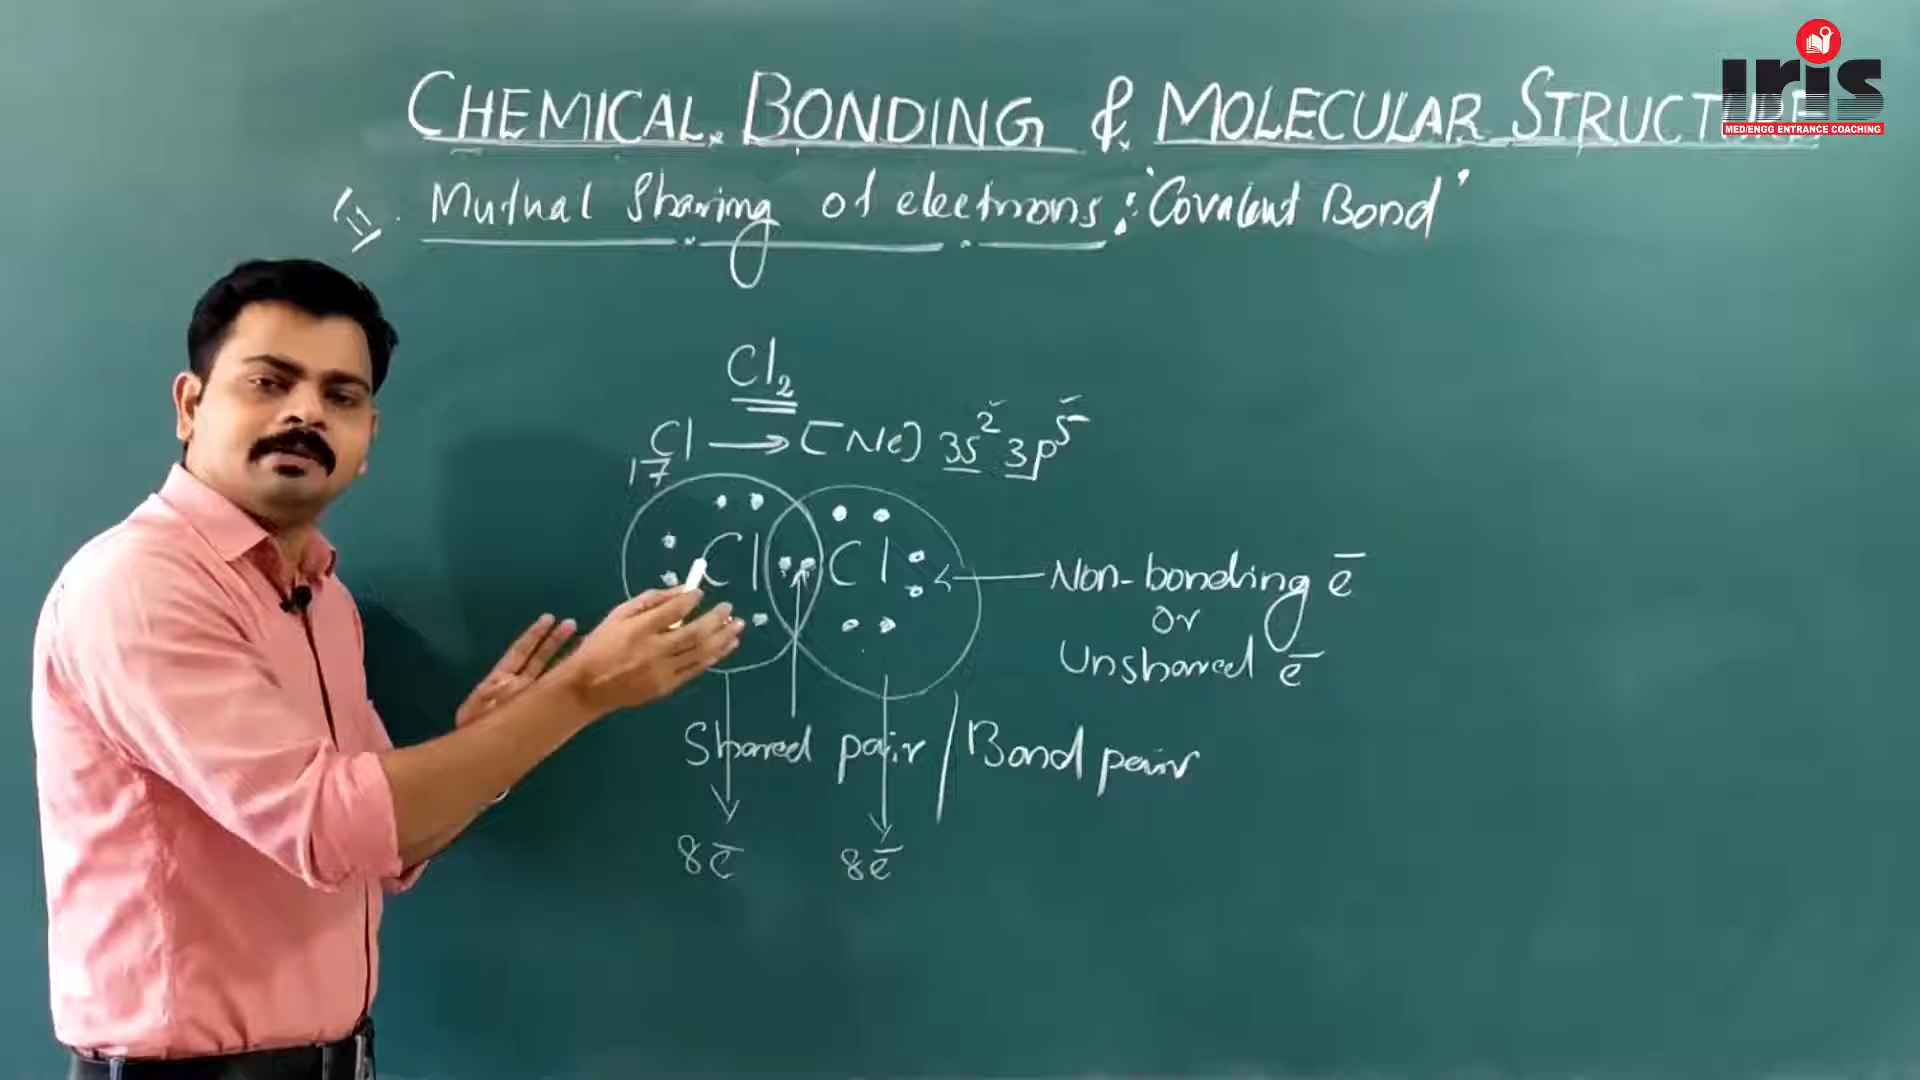 iris
MED/ENGG ENTRANCE COACHING
CHEMICAL BONDING & MOLECULAR STRUCTURE
II. Mutual Sharing of electrons : 'Covalent Bond'
Cl₂
₁₇Cl → [Ne] 3s² 3p⁵
Cl Cl
Non-bonding e⁻
or
Unshared e⁻
Shared pair / Bond pair
8e⁻ 8e⁻